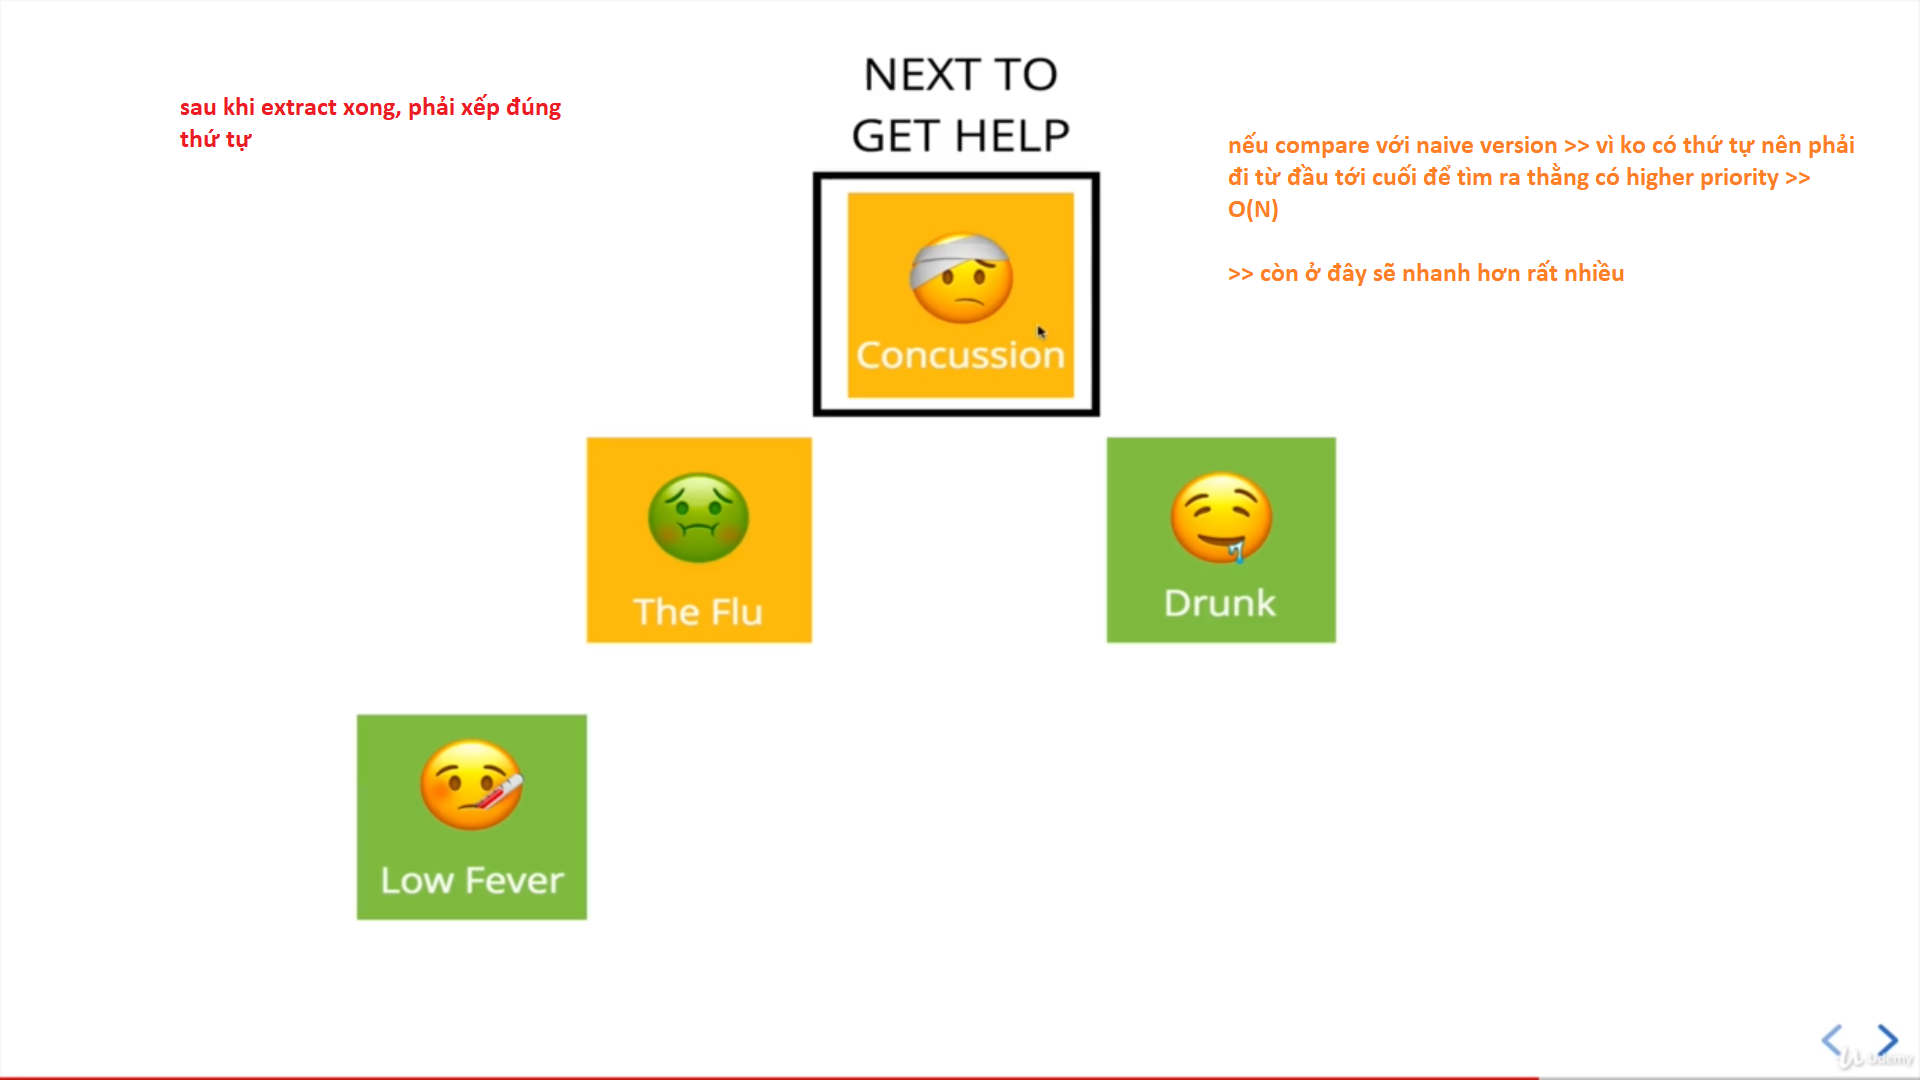 sau khi extract xong, phải xếp đúng
thứ tự
NEXT TO
GET HELP
nếu compare với naive version >> vì ko có thứ tự nên phải
đi từ đầu tới cuối để tìm ra thằng có higher priority >>
O(N)
>> còn ở đây sẽ nhanh hơn rất nhiều
Concussion
The Flu
Drunk
Low Fever
Udemy